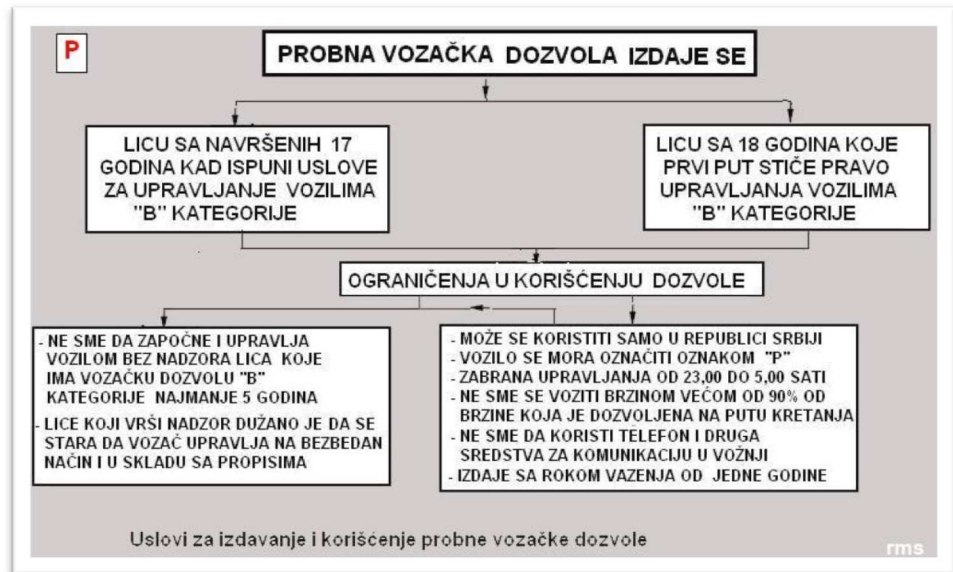 P
PROBNA VOZAČKA DOZVOLA IZDAJE SE
LICU SA NAVRŠENIH 17
GODINA KAD ISPUNI USLOVE
ZA UPRAVLJANJE VOZILIMA
"B" KATEGORIJE
LICU SA 18 GODINA KOJE
PRVI PUT STIČE PRAVO
UPRAVLJANJA VOZILIMA
"B" KATEGORIJE
OGRANIČENJA U KORIŠĆENJU DOZVOLE
- NE SME DA ZAPOČNE I UPRAVLJA
VOZILOM BEZ NADZORA LICA KOJE
IMA VOZAČKU DOZVOLU "B"
KATEGORIJE NAJMANJE 5 GODINA
- LICE KOJI VRŠI NADZOR DUŽANO JE DA SE
STARA DA VOZAČ UPRAVLJA NA BEZBEDAN
NAČIN I U SKLADU SA PROPISIMA
- MOŽE SE KORISTITI SAMO U REPUBLICI SRBIJI
- VOZILO SE MORA OZNAČITI OZNAKOM "P"
- ZABRANA UPRAVLJANJA OD 23,00 DO 5,00 SATI
- NE SME SE VOZITI BRZINOM VEĆOM OD 90% OD
BRZINE KOJA JE DOZVOLJENA NA PUTU KRETANJA
- NE SME DA KORISTI TELEFON I DRUGA
SREDSTVA ZA KOMUNIKACIJU U VOŽNJI
- IZDAJE SA ROKOM VAZENJA OD JEDNE GODINE
Uslovi za izdavanje i korišćenje probne vozačke dozvole
rms